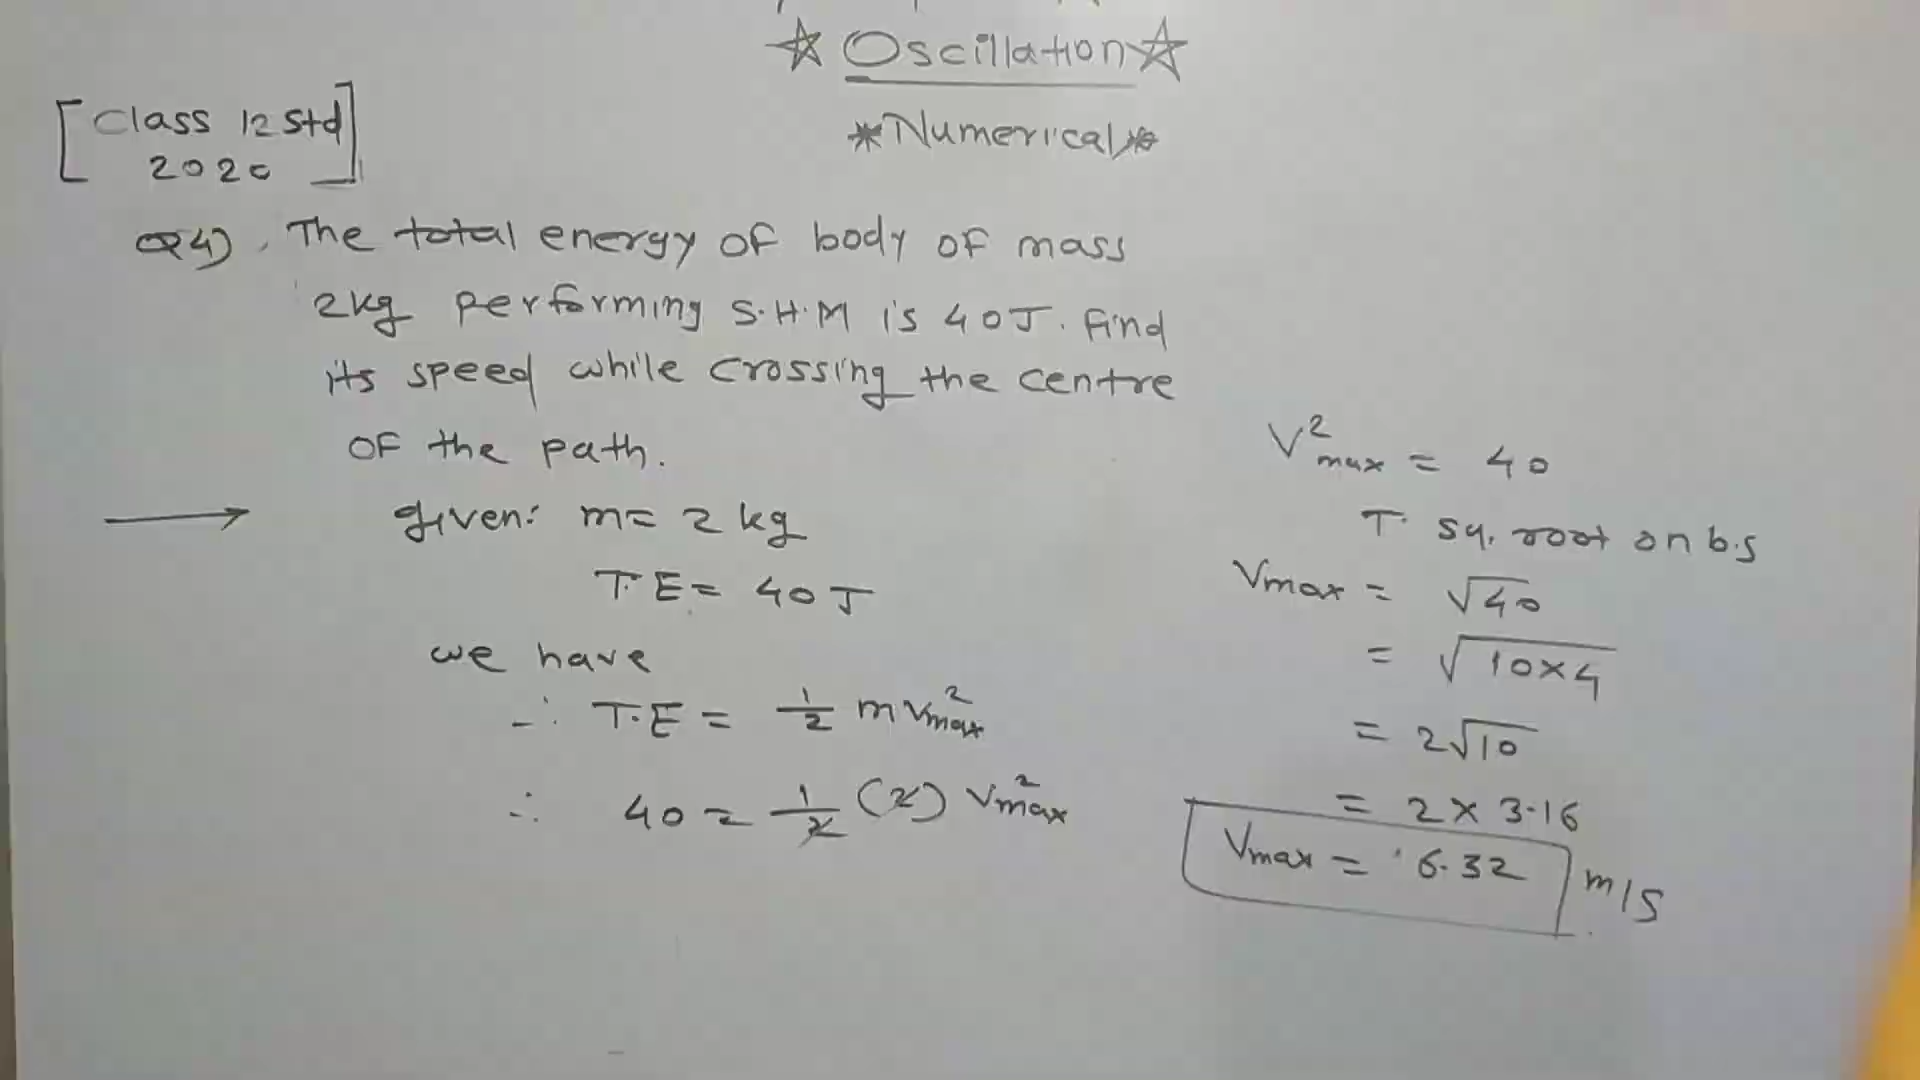 ☆ Oscillation ☆
*Numerical*
[Class 12 Std
2020]
Q4). The total energy of body of mass
2kg performing S.H.M is 40J. find
its speed while crossing the centre
of the path.
→ given: m = 2 kg
T.E = 40 J
we have
∴ T.E = 1/2 m Vmax²
∴ 40 = 1/2 (2) Vmax²
V²max = 40
T. sq. root on b.s
Vmax = √40
= √10×4
= 2√10
= 2 × 3.16
Vmax = 6.32 m/s